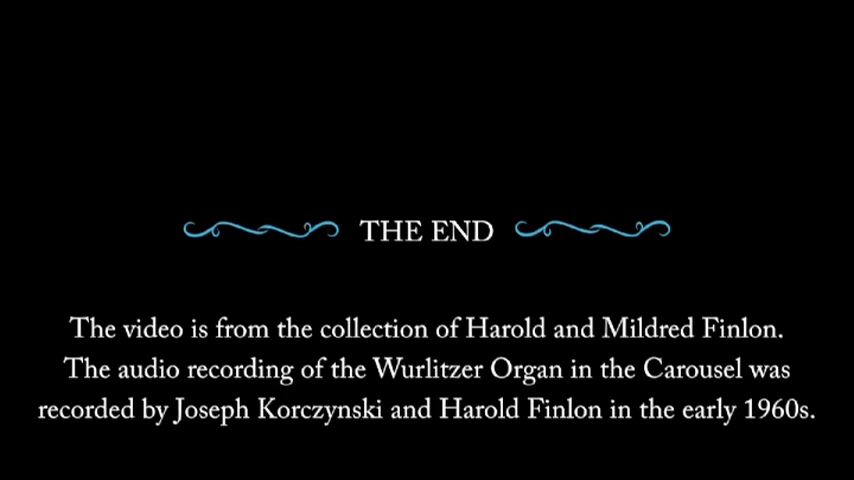 THE END
The video is from the collection of Harold and Mildred Finlon.
The audio recording of the Wurlitzer Organ in the Carousel was
recorded by Joseph Korczynski and Harold Finlon in the early 1960s.